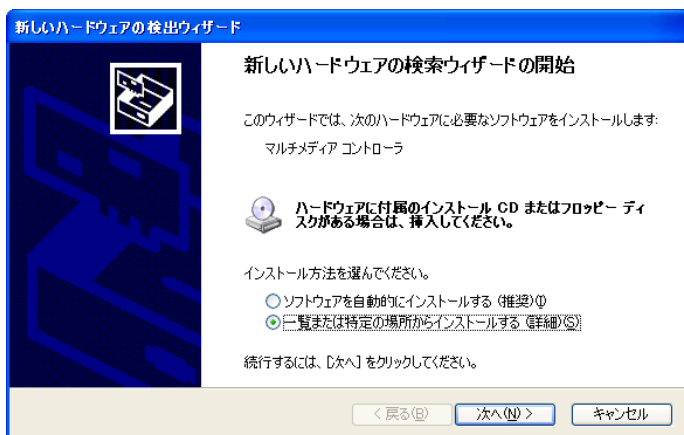 新しいハードウェアの検出ウィザード
新しいハードウェアの検索ウィザードの開始
このウィザードでは、次のハードウェアに必要なソフトウェアをインストールします:
マルチメディア コントローラ
ハードウェアに付属のインストール CD またはフロッピー ディ
スクがある場合は、挿入してください。
インストール方法を選んでください。
ソフトウェアを自動的にインストールする (推奨)(I)
一覧または特定の場所からインストールする (詳細)(S)
続行するには、[次へ] をクリックしてください。
< 戻る(B) 次へ(N) > キャンセル